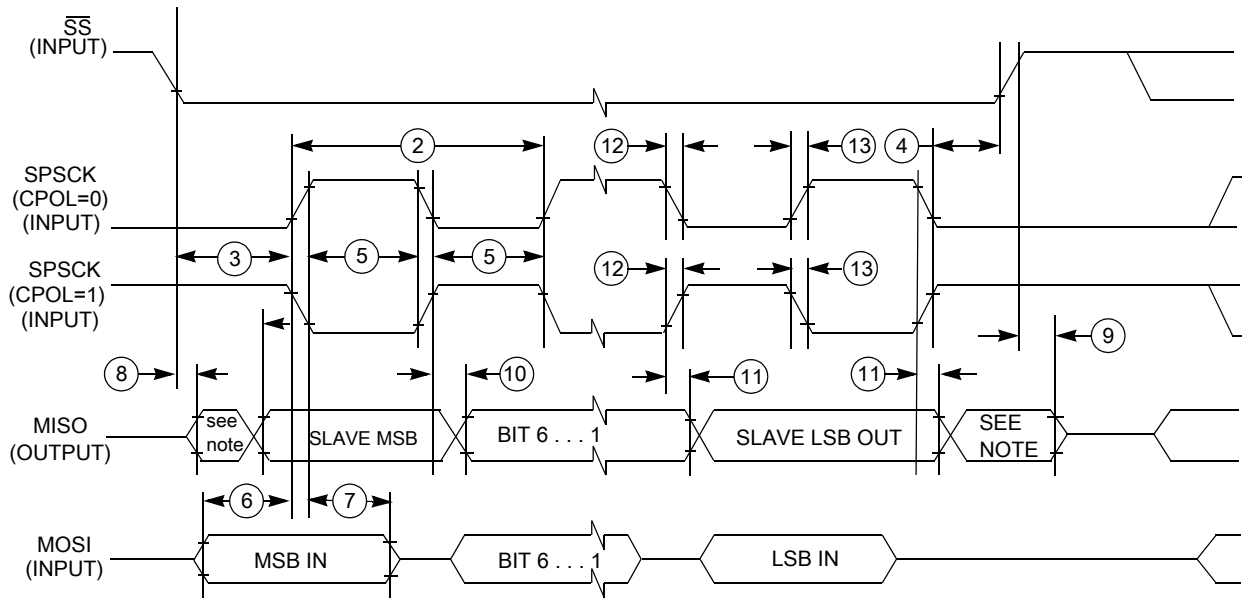 SS
(INPUT)
2
12
13
4
SPSCK
(CPOL=0)
(INPUT)
3
5
5
SPSCK
(CPOL=1)
(INPUT)
12
13
8
10
11
11
9
MISO
(OUTPUT)
see
note
SLAVE MSB
BIT 6 . . . 1
SLAVE LSB OUT
SEE
NOTE
6
7
MOSI
(INPUT)
MSB IN
BIT 6 . . . 1
LSB IN